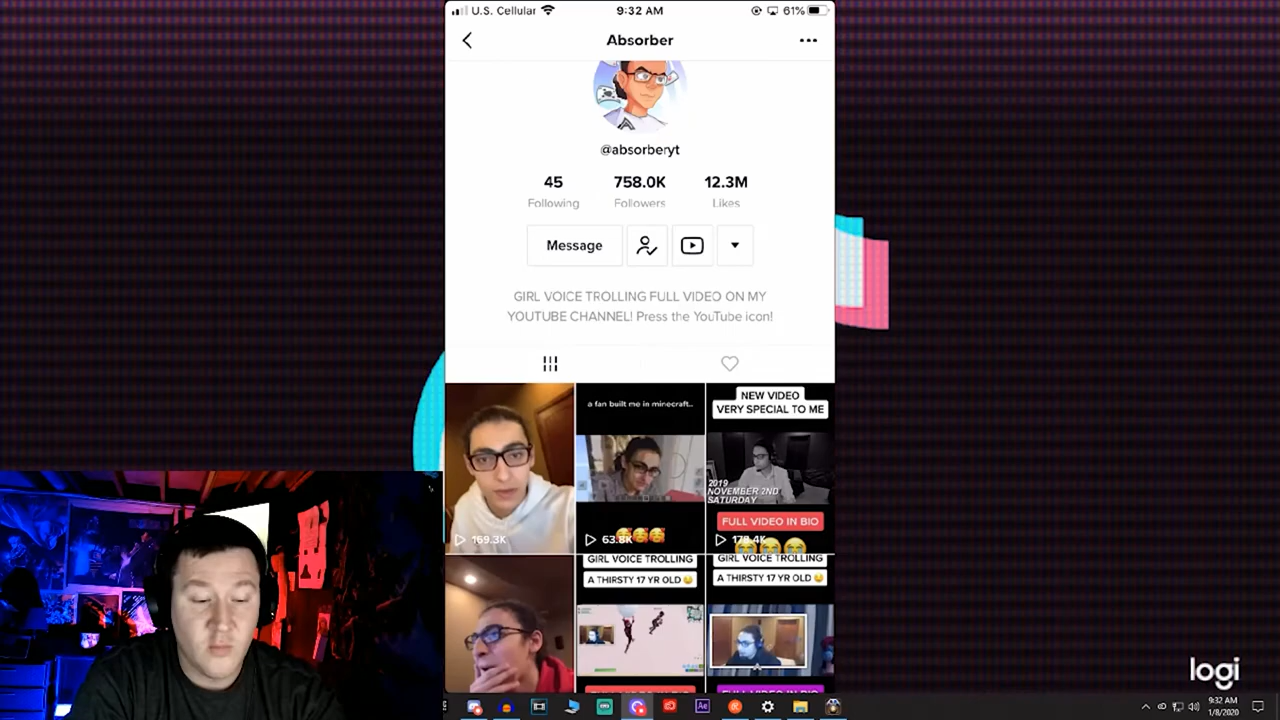 U.S. Cellular
9:32 AM
61%
Absorber
@absorberyt
45
758.0K
12.3M
Following
Followers
Likes
Message
GIRL VOICE TROLLING FULL VIDEO ON MY
YOUTUBE CHANNEL! Press the YouTube icon!
169.3K
a fan built me in minecraft..
63.8K
NEW VIDEO
VERY SPECIAL TO ME
2019
NOVEMBER 2ND
SATURDAY
FULL VIDEO IN BIO
178.4K
GIRL VOICE TROLLING
A THIRSTY 17 YR OLD
GIRL VOICE TROLLING
A THIRSTY 17 YR OLD
FULL VIDEO IN BIO
logi
Ae
9:32 AM
1/8/2020